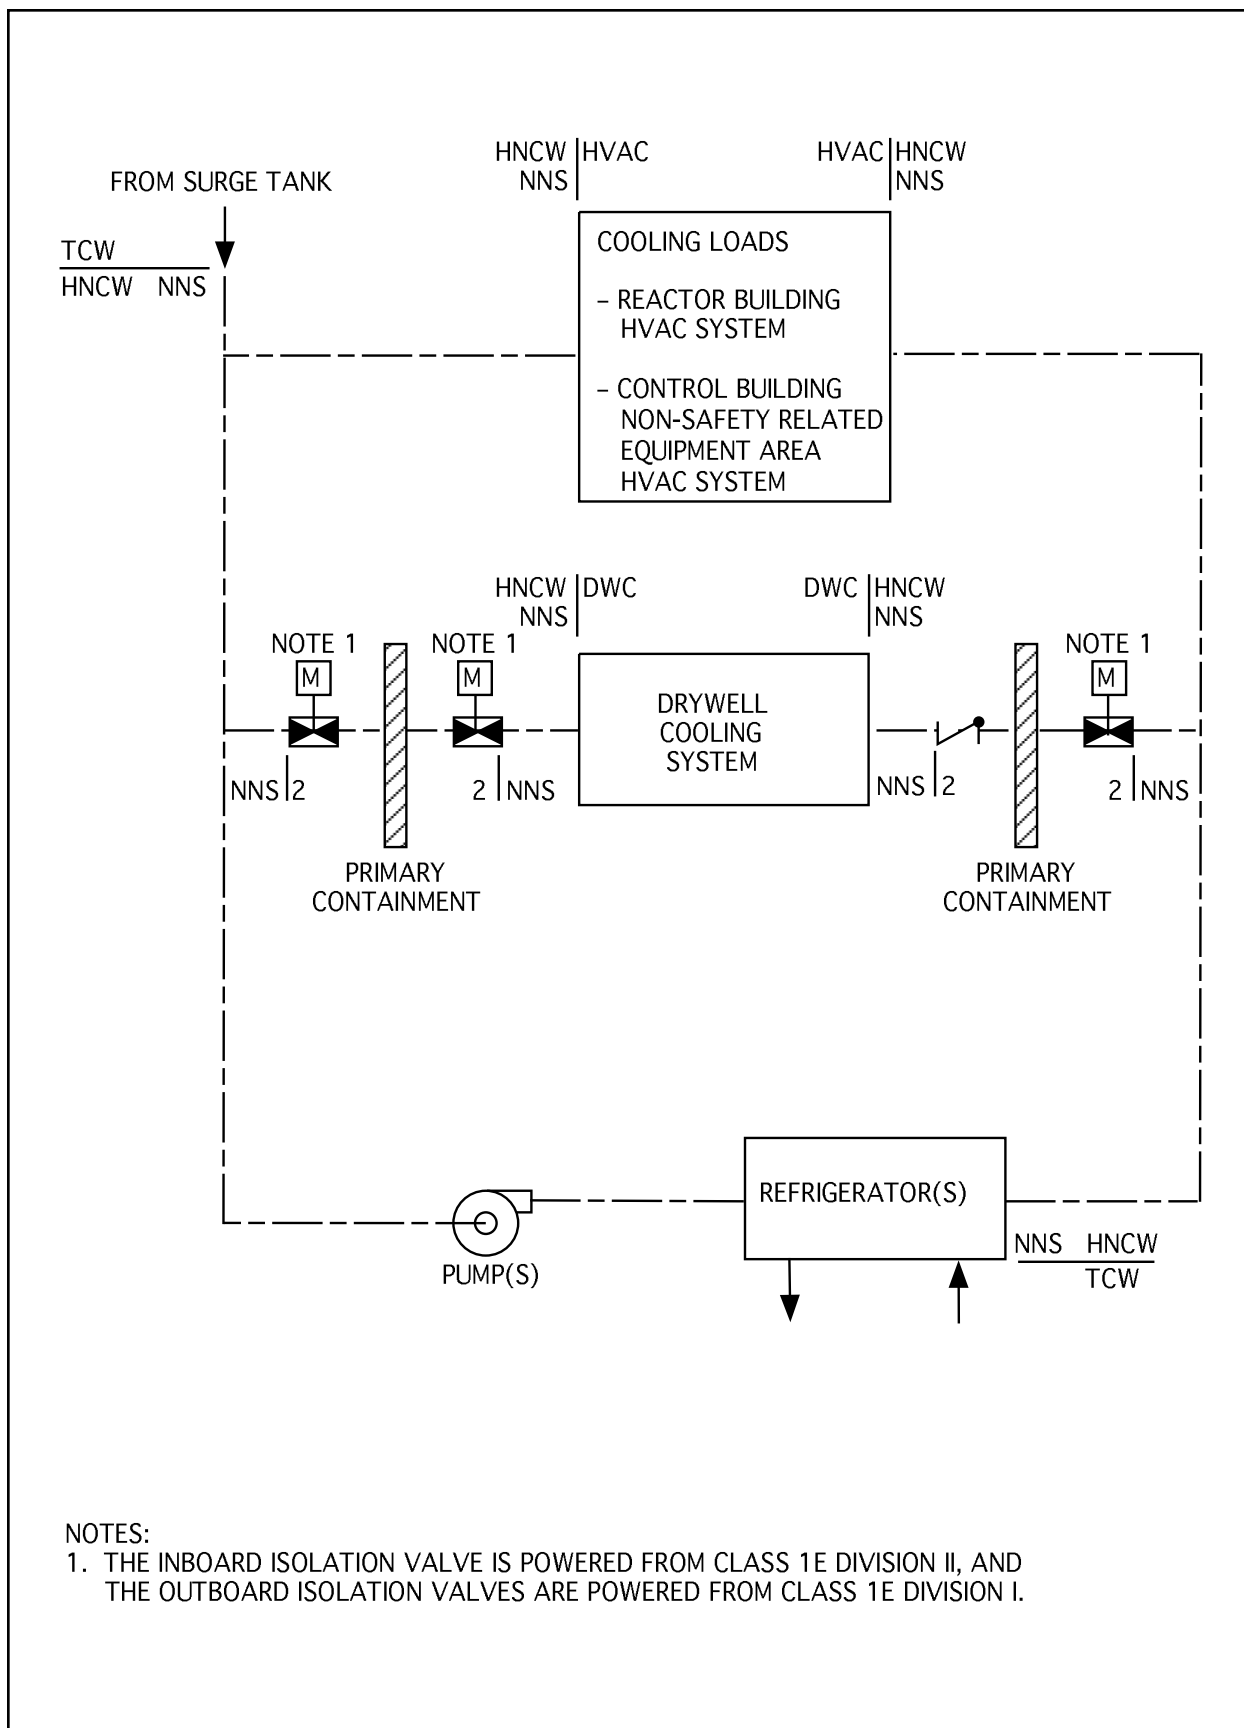 HNCW HVAC
NNS
HVAC HNCW
NNS
FROM SURGE TANK
TCW
HNCW NNS
COOLING LOADS
– REACTOR BUILDING
HVAC SYSTEM
– CONTROL BUILDING
NON-SAFETY RELATED
EQUIPMENT AREA
HVAC SYSTEM
HNCW DWC
NNS
DWC HNCW
NNS
NOTE 1
M
NOTE 1
M
NOTE 1
M
DRYWELL
COOLING
SYSTEM
NNS 2
2 NNS
NNS 2
2 NNS
PRIMARY
CONTAINMENT
PRIMARY
CONTAINMENT
REFRIGERATOR(S)
PUMP(S)
NNS HNCW
TCW
NOTES:
1. THE INBOARD ISOLATION VALVE IS POWERED FROM CLASS 1E DIVISION II, AND
THE OUTBOARD ISOLATION VALVES ARE POWERED FROM CLASS 1E DIVISION I.